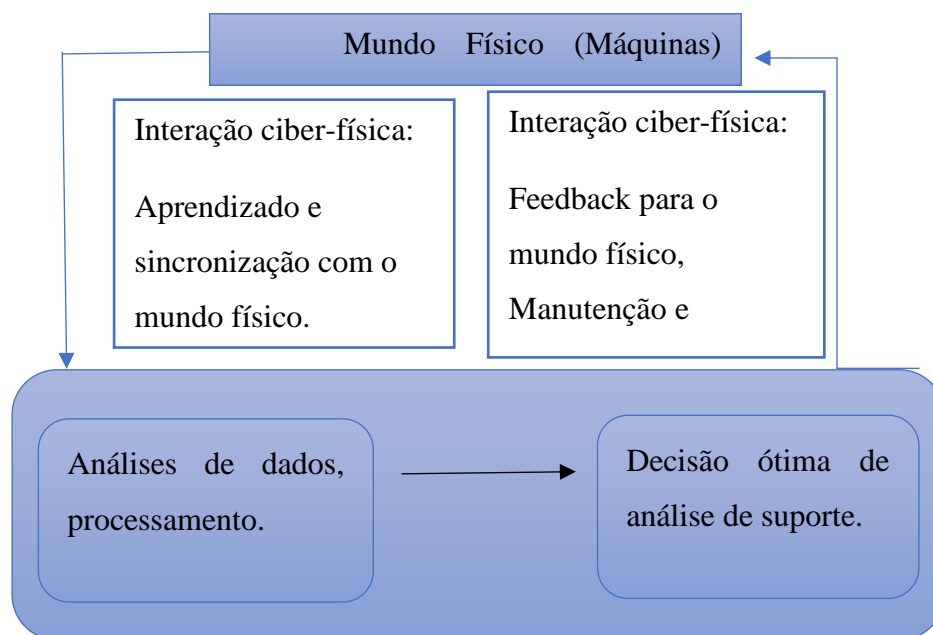 Mundo Físico (Máquinas)
Interação ciber-física:
Aprendizado e
sincronização com o
mundo físico.
Interação ciber-física:
Feedback para o
mundo físico,
Manutenção e
Análises de dados,
processamento.
Decisão ótima de
análise de suporte.